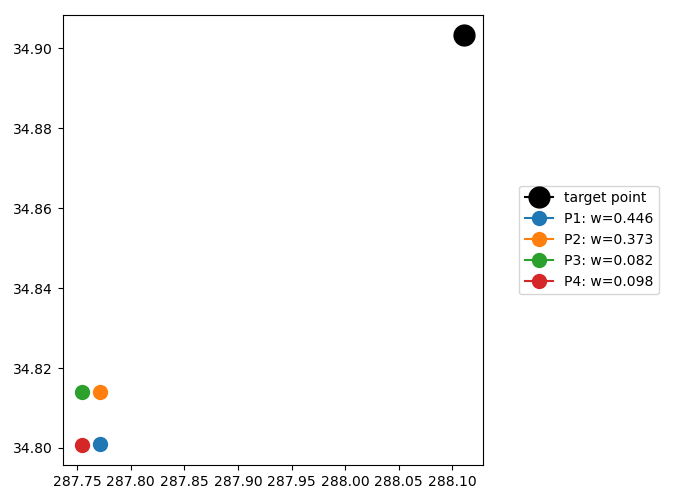 34.90
34.88
34.86
34.84
34.82
34.80
287.75 287.80 287.85 287.90 287.95 288.00 288.05 288.10
target point
P1: w=0.446
P2: w=0.373
P3: w=0.082
P4: w=0.098